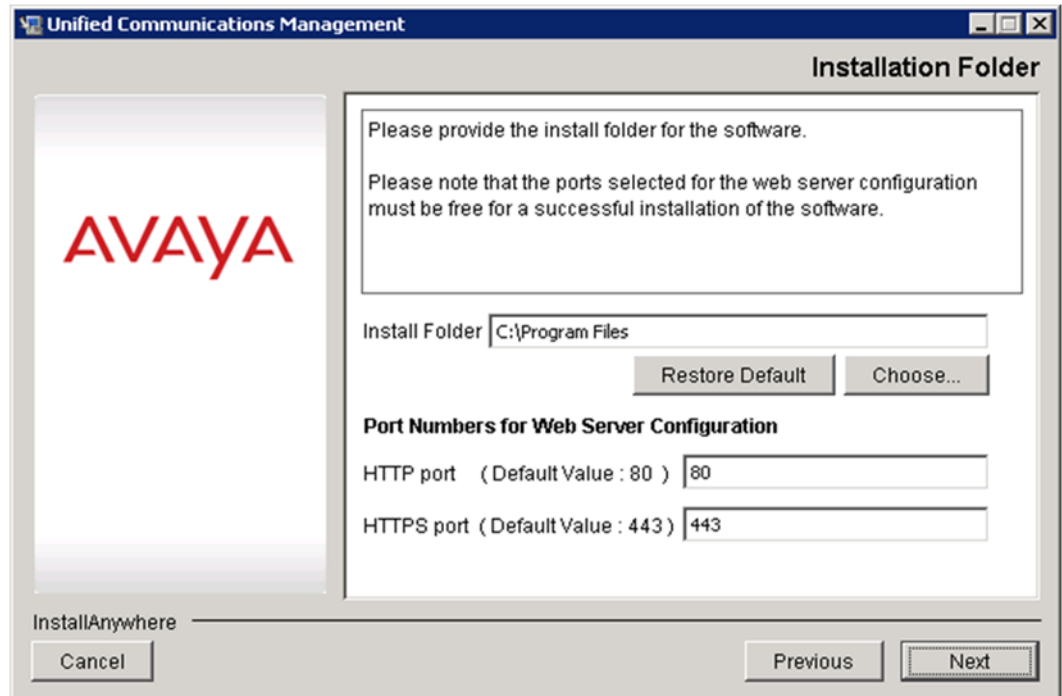 Unified Communications Management
Installation Folder
AVAYA
Please provide the install folder for the software.
Please note that the ports selected for the web server configuration
must be free for a successful installation of the software.
Install Folder C:\Program Files
Restore Default Choose...
Port Numbers for Web Server Configuration
HTTP port ( Default Value : 80 ) 80
HTTPS port ( Default Value : 443 ) 443
InstallAnywhere
Cancel Previous Next